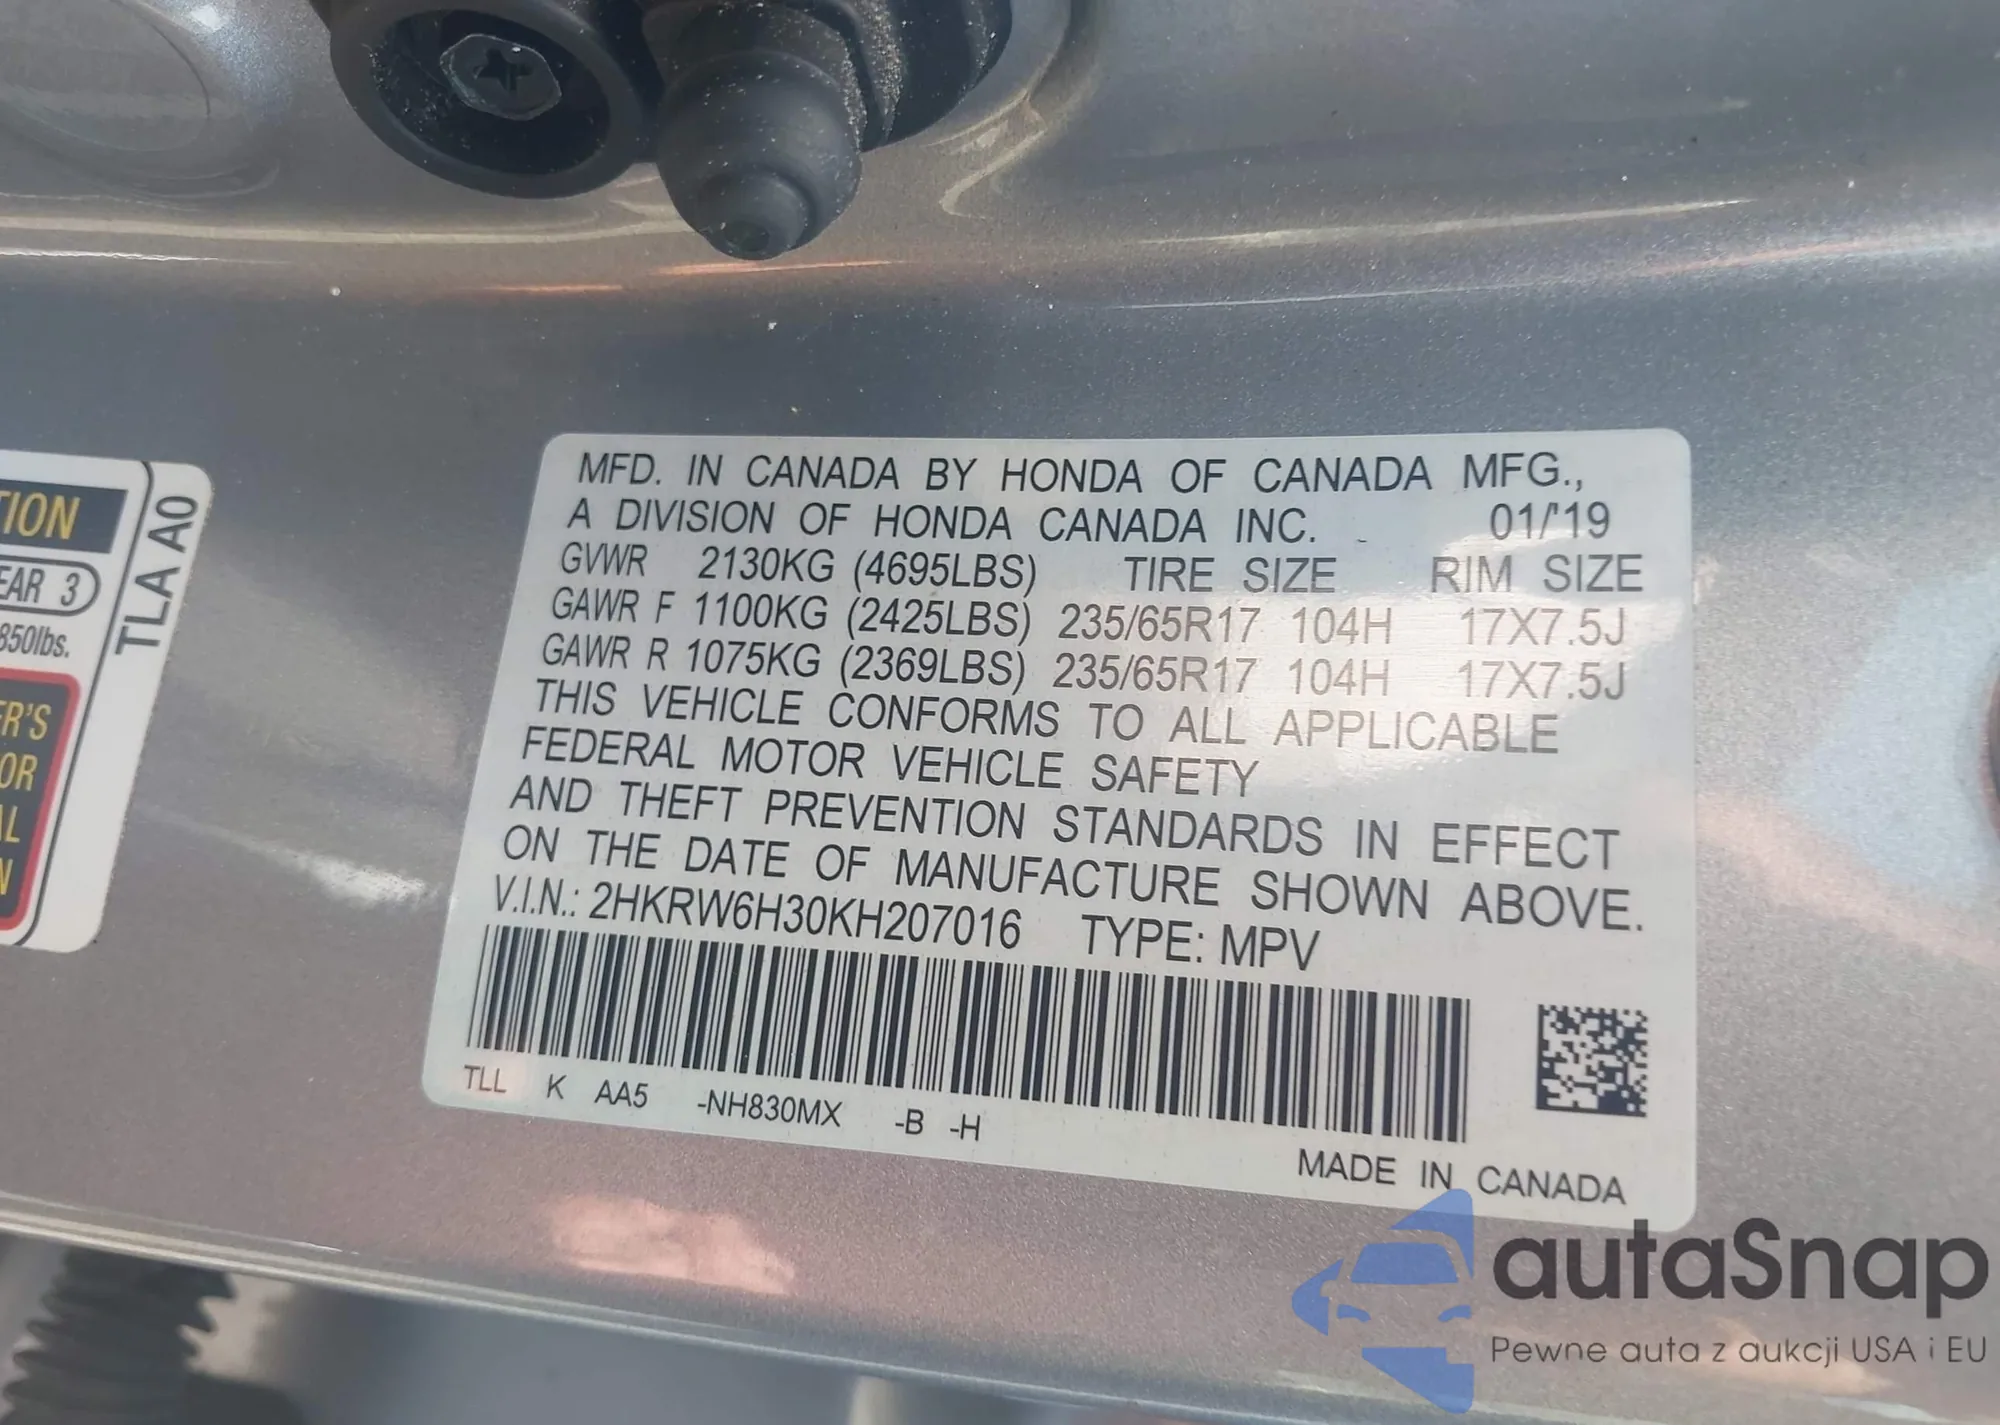 TION
EAR 3
850lbs.
ER'S
OR
AL
N
TLA A0
MFD. IN CANADA BY HONDA OF CANADA MFG.,
A DIVISION OF HONDA CANADA INC. 01/'19
GVWR 2130KG (4695LBS) TIRE SIZE RIM SIZE
GAWR F 1100KG (2425LBS) 235/65R17 104H 17X7.5J
GAWR R 1075KG (2369LBS) 235/65R17 104H 17X7.5J
THIS VEHICLE CONFORMS TO ALL APPLICABLE
FEDERAL MOTOR VEHICLE SAFETY
AND THEFT PREVENTION STANDARDS IN EFFECT
ON THE DATE OF MANUFACTURE SHOWN ABOVE.
V.I.N.: 2HKRW6H30KH207016 TYPE: MPV
TLL K AA5 -NH830MX -B -H
MADE IN CANADA
autaSnap
Pewne auta z aukcji USA i EU